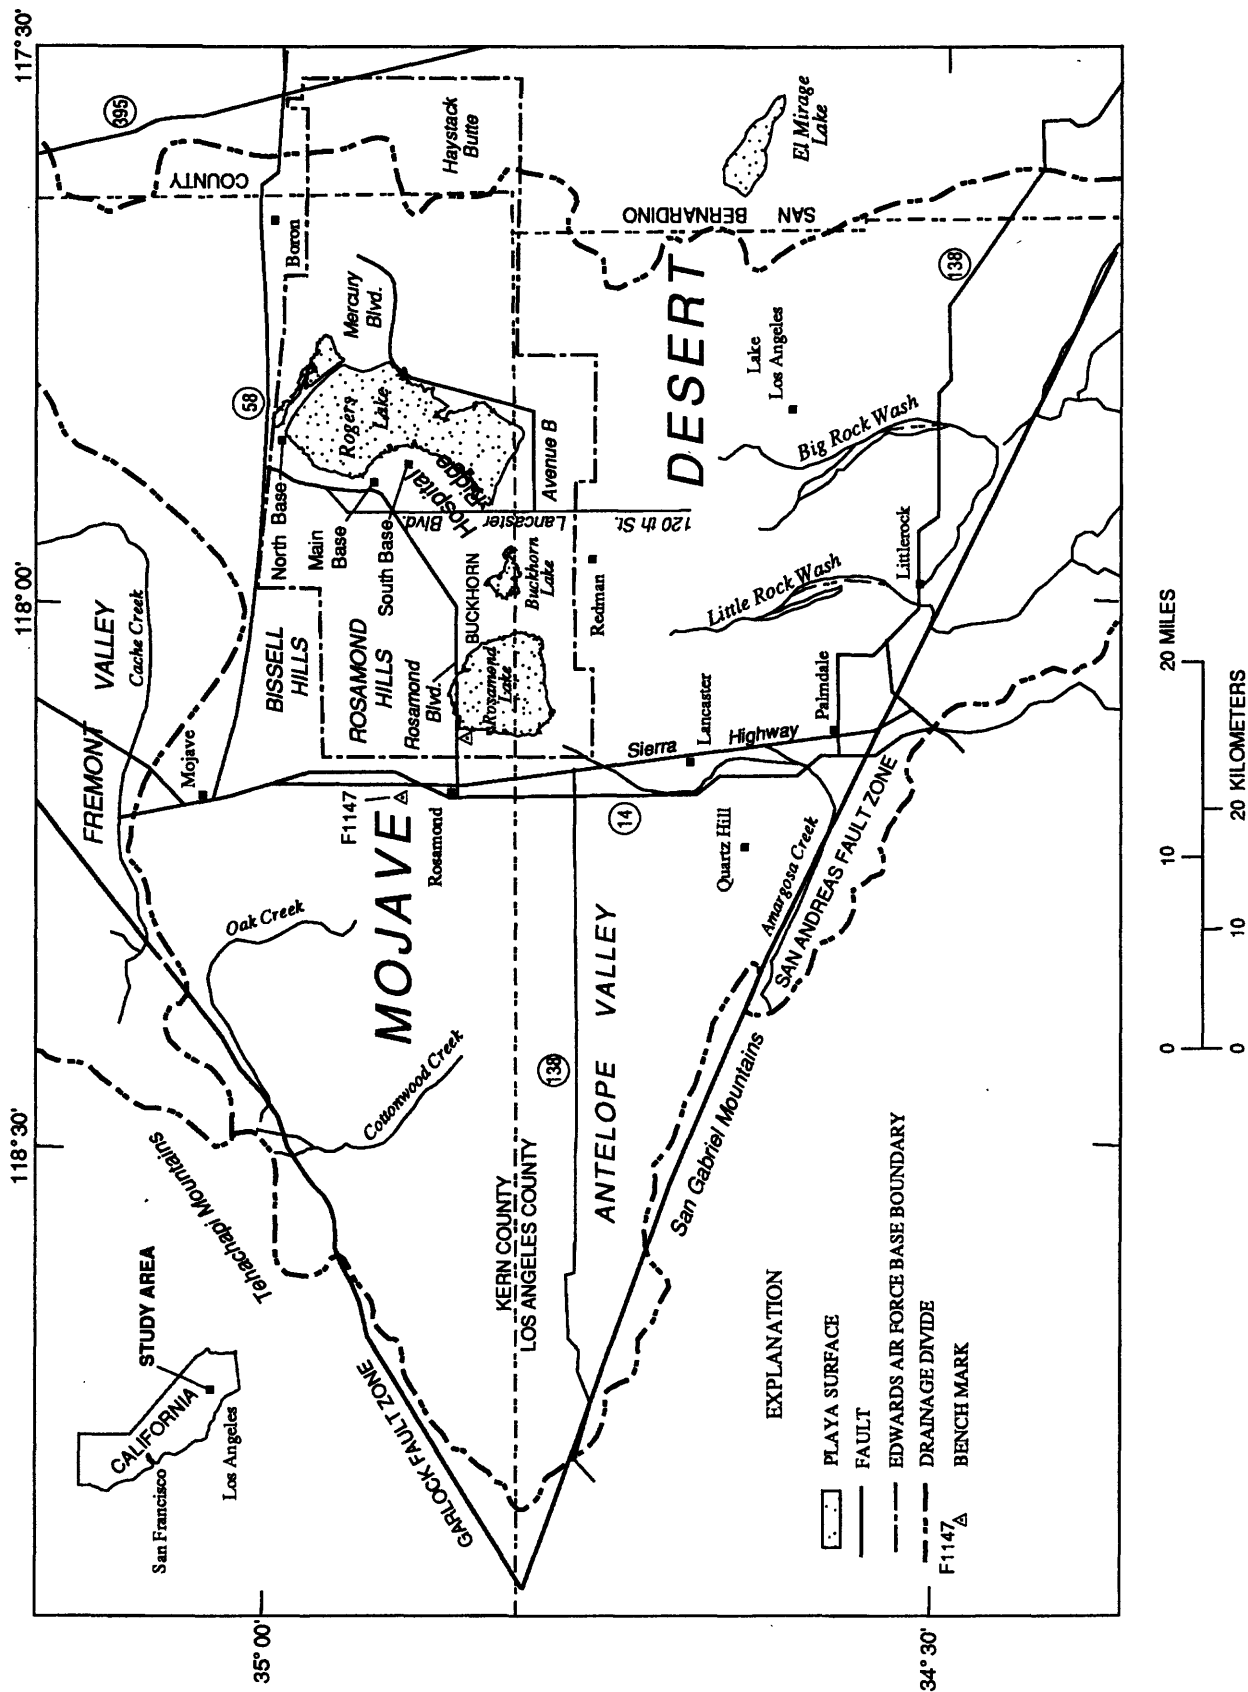 118°30'
118°00'
117°30'
35°00'
34°30'
STUDY AREA
CALIFORNIA
San Francisco
Los Angeles
Tehachapi Mountains
FREMONT
VALLEY
Cache Creek
Mojave
Oak Creek
Cottonwood Creek
GARLOCK FAULT ZONE
58
395
COUNTY
Boron
BISSELL
HILLS
North Base
Main
Base
South Base
Rogers
Lake
Mercury
Blvd.
Haystack
Butte
Hospital
Ridge
ROSAMOND
HILLS
Rosamond
Blvd.
BUCKHORN
Buckhorn
Lake
Rosamond
Lake
Lancaster Blvd.
120 th St.
Avenue B
Redman
F1147
MOJAVE
DESERT
Rosamond
14
Sierra
Highway
KERN COUNTY
LOS ANGELES COUNTY
138
ANTELOPE VALLEY
SAN
BERNARDINO
El Mirage
Lake
Lake
Los Angeles
Big Rock Wash
Little Rock Wash
138
Littlerock
Lancaster
Palmdale
Quartz Hill
Amargosa Creek
SAN ANDREAS FAULT ZONE
San Gabriel Mountains
EXPLANATION
PLAYA SURFACE
FAULT
EDWARDS AIR FORCE BASE BOUNDARY
DRAINAGE DIVIDE
F1147
BENCH MARK
0 10 20 MILES
0 10 20 KILOMETERS